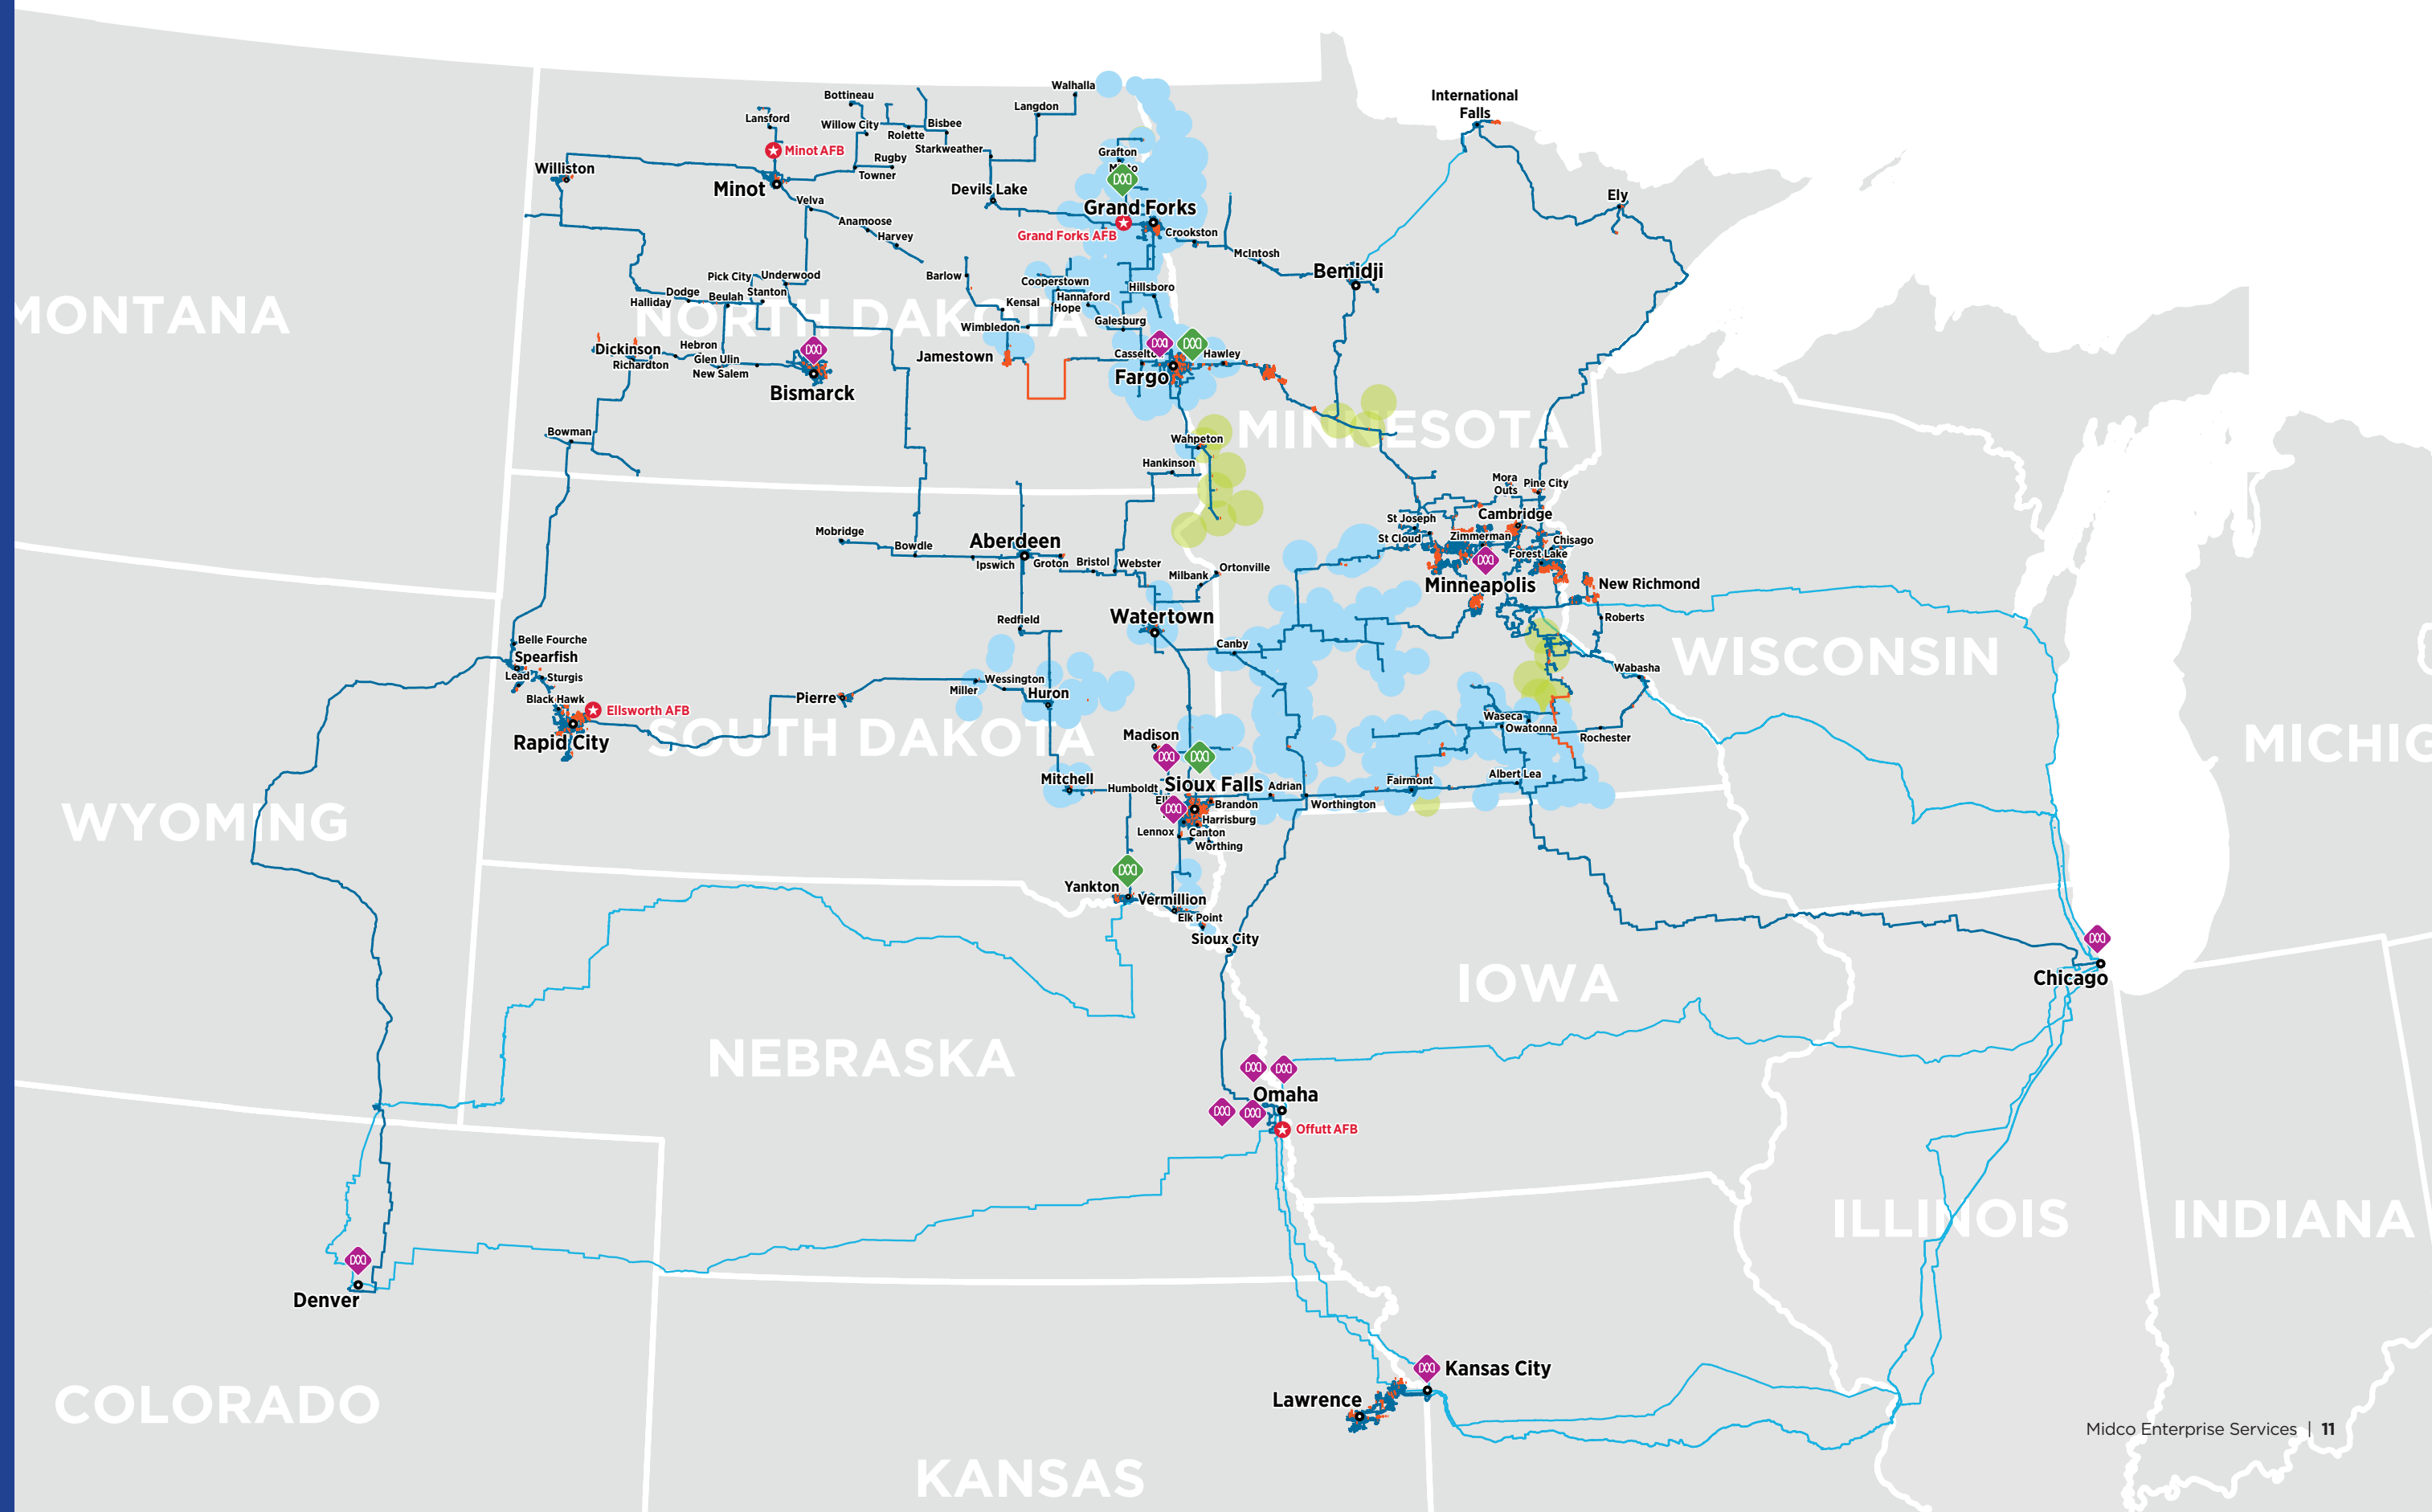 Walhalla
Bottineau
International
Falls
Langdon
Lansford
Willow City
Bisbee
Rolette
Minot AFB
Starkweather
Grafton
Rugby
Williston
Towner
Minot
Devils Lake
Ely
Velva
Grand Forks
Anamoose
Grand Forks AFB
Crookston
Harvey
McIntosh
Bemidji
Pick City
Underwood
Barlow
Cooperstown
Hillsboro
Dodge
Stanton
Halliday
Beulah
Kensal
Hannaford
Hope
MONTANA
NORTH DAKOTA
Galesburg
Wimbledon
Dickinson
Hebron
Jamestown
Hawley
Richardton
Glen Ulin
New Salem
Fargo
Bismarck
Bowman
MINNESOTA
Wahpeton
Hankinson
Mora
Outs
Pine City
St Joseph
Cambridge
Mobridge
Aberdeen
St Cloud
Zimmerman
Chisago
Bowdle
Forest Lake
Ipswich
Groton
Bristol
Webster
Milbank
Ortonville
Minneapolis
New Richmond
Watertown
Redfield
Roberts
Belle Fourche
Canby
Spearfish
WISCONSIN
Lead
Sturgis
Wessington
Wabasha
Miller
Huron
Black Hawk
Pierre
Ellsworth AFB
Waseca
Owatonna
Rapid City
SOUTH DAKOTA
Madison
Rochester
MICHIG
Mitchell
Humboldt
Sioux Falls
Adrian
Fairmont
Albert Lea
Brandon
Worthington
WYOMING
Harrisburg
Lennox
Canton
Worthing
Yankton
Vermillion
Elk Point
Sioux City
IOWA
Chicago
NEBRASKA
Omaha
Offutt AFB
ILLINOIS
INDIANA
Denver
Kansas City
Lawrence
COLORADO
Midco Enterprise Services | 11
KANSAS